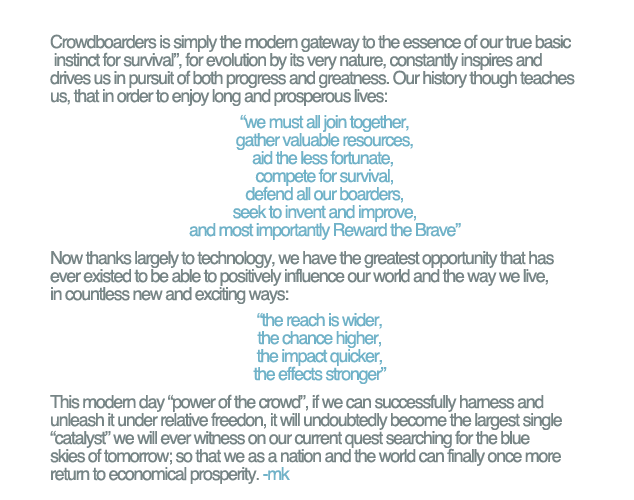 Crowdboarders is simply the modern gateway to the essence of our true basic
instinct for survival”, for evolution by its very nature, constantly inspires and
drives us in pursuit of both progress and greatness. Our history though teaches
us, that in order to enjoy long and prosperous lives:
“we must all join together,
gather valuable resources,
aid the less fortunate,
compete for survival,
defend all our boarders,
seek to invent and improve,
and most importantly Reward the Brave”
Now thanks largely to technology, we have the greatest opportunity that has
ever existed to be able to positively influence our world and the way we live,
in countless new and exciting ways:
“the reach is wider,
the chance higher,
the impact quicker,
the effects stronger”
This modern day “power of the crowd”, if we can successfully harness and
unleash it under relative freedon, it will undoubtedly become the largest single
“catalyst” we will ever witness on our current quest searching for the blue
skies of tomorrow; so that we as a nation and the world can finally once more
return to economical prosperity. -mk